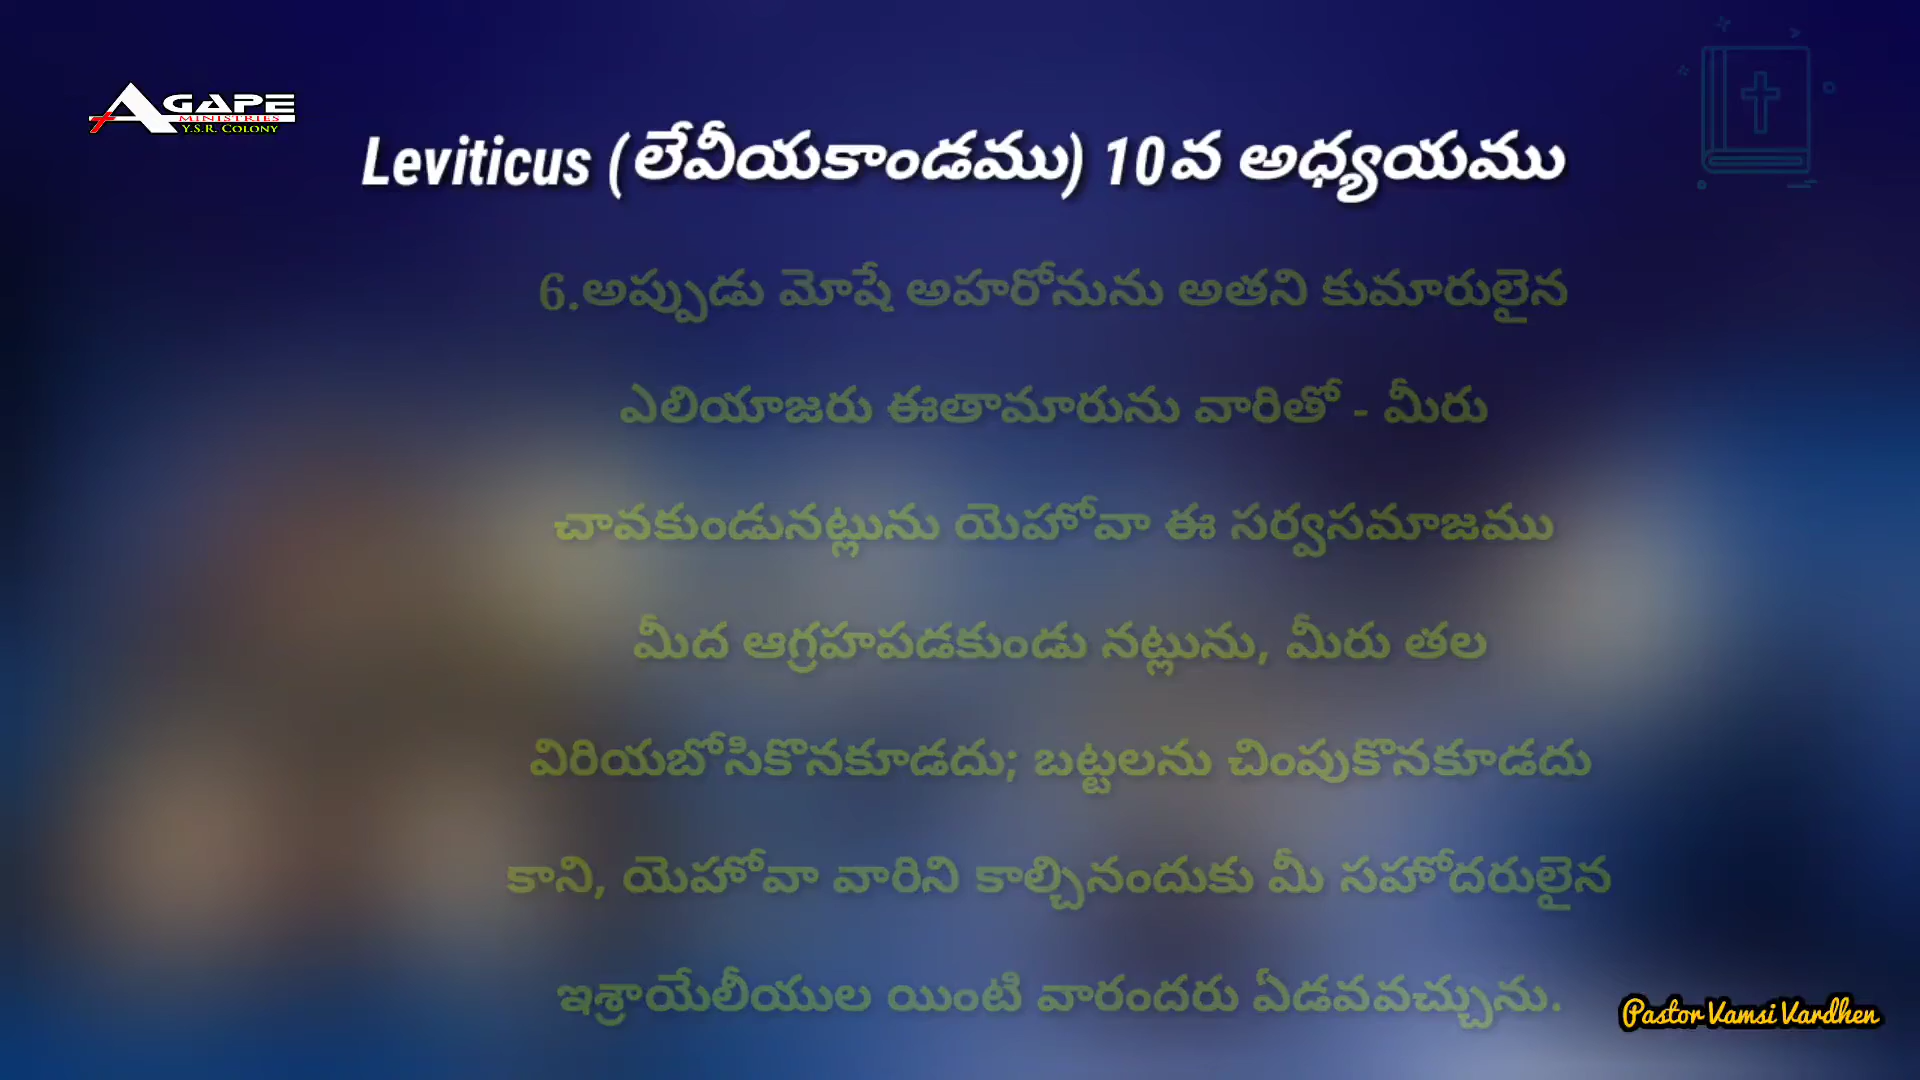 AGAPE
MINISTRIES
Y.S.R. COLONY
Leviticus (లేవీయకాండము) 10వ అధ్యయము
6.అప్పుడు మోషే అహరోనును అతని కుమారులైన
ఎలియాజరు ఈతామారును వారితో - మీరు
చావకుండునట్లును యెహోవా ఈ సర్వసమాజము
మీద ఆగ్రహపడకుండు నట్లును, మీరు తల
విరియబోసికొనకూడదు; బట్టలను చింపుకొనకూడదు
కాని, యెహోవా వారిని కాల్చినందుకు మీ సహోదరులైన
ఇశ్రాయేలీయుల యింటి వారందరు ఏడవవచ్చును.
Pastor Vamsi Vardhen